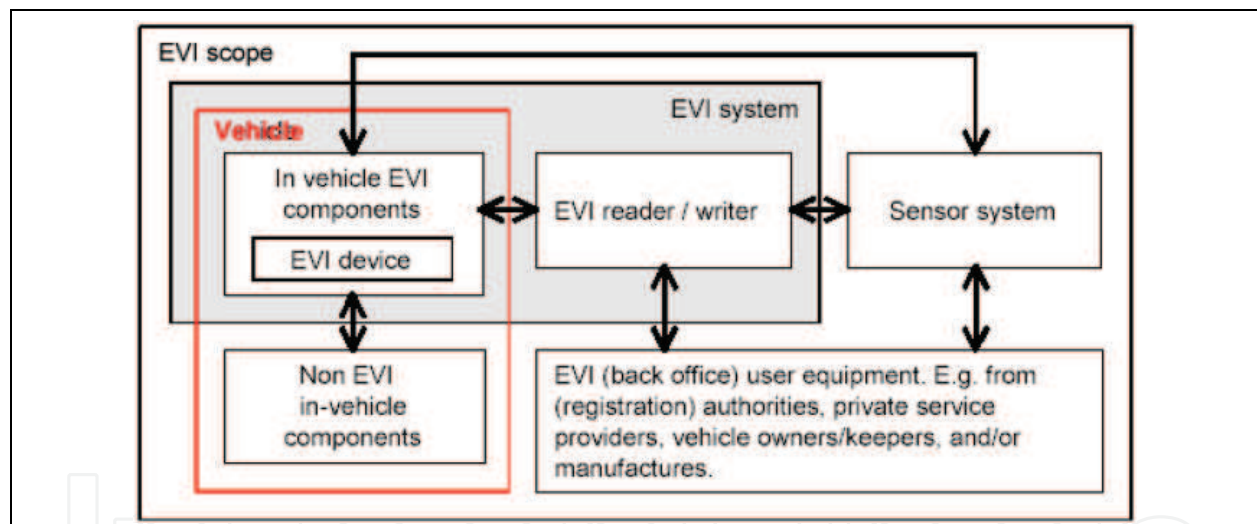 EVI scope
EVI system
Vehicle
In vehicle EVI
components
EVI device
EVI reader / writer
Sensor system
Non EVI
in-vehicle
components
EVI (back office) user equipment. E.g. from
(registration) authorities, private service
providers, vehicle owners/keepers, and/or
manufactures.